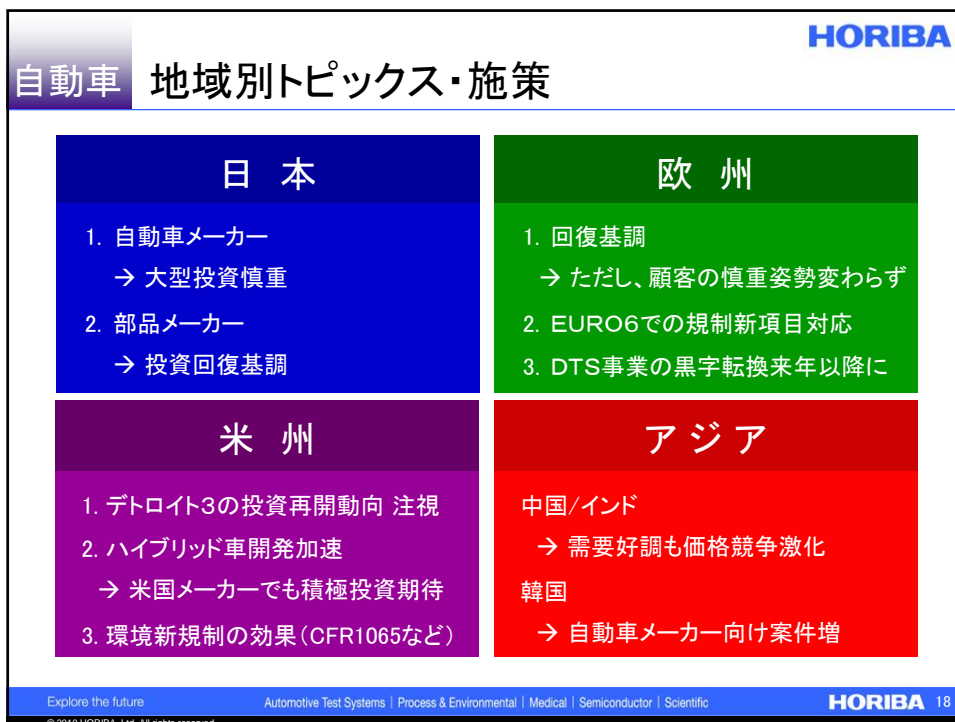 HORIBA
自動車 地域別トピックス・施策
日 本
1. 自動車メーカー
→ 大型投資慎重
2. 部品メーカー
→ 投資回復基調
欧 州
1. 回復基調
→ ただし、顧客の慎重姿勢変わらず
2. EURO6での規制新項目対応
3. DTS事業の黒字転換来年以降に
米 州
1. デトロイト3の投資再開動向 注視
2. ハイブリッド車開発加速
→ 米国メーカーでも積極投資期待
3. 環境新規制の効果(CFR1065など)
アジア
中国/インド
→ 需要好調も価格競争激化
韓国
→ 自動車メーカー向け案件増
Explore the future
Automotive Test Systems | Process & Environmental | Medical | Semiconductor | Scientific
HORIBA 18
© 2010 HORIBA, Ltd. All rights reserved.